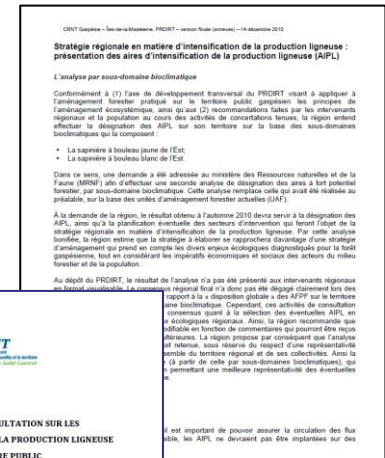 CRNT Gaspésie – Îles-de-la-Madeleine, PRDIRT – version finale (annexes) – 14 décembre 2010
Stratégie régionale en matière d'intensification de la production ligneuse :
présentation des aires d'intensification de la production ligneuse (AIPL)
L'analyse par sous-domaine bioclimatique
Conformément à (1) l'axe de développement transversal du PRDIRT visant à appliquer à
l'aménagement forestier pratiqué sur le territoire public gaspésien les principes de
l'aménagement écosystémique, ainsi qu'aux (2) recommandations faites par les intervenants
régionaux et la population au cours des activités de concertations tenues, la région entend
effectuer la désignation des AIPL sur son territoire sur la base des sous-domaines
bioclimatiques qui la composent :
• La sapinière à bouleau jaune de l'Est;
• La sapinière à bouleau blanc de l'Est.
Dans ce sens, une demande a été adressée au ministère des Ressources naturelles et de la
Faune (MRNF) afin d'effectuer une seconde analyse de désignation des aires à fort potentiel
forestier, par sous-domaine bioclimatique. Cette analyse remplace celle qui avait été réalisée au
préalable, sur la base des unités d'aménagement forestier actuelles (UAF).
À la demande de la région, le résultat obtenu à l'automne 2010 devra servir à la désignation des
AIPL, ainsi qu'à la planification éventuelle des secteurs d'intervention qui feront l'objet de la
stratégie régionale en matière d'intensification de la production ligneuse. Par cette analyse
bonifiée, la région estime que la stratégie à élaborer se rapprochera davantage d'une stratégie
d'aménagement qui prend en compte les divers enjeux écologiques diagnostiqués pour la forêt
gaspésienne, tout en considérant les impératifs économiques et sociaux des acteurs du milieu
forestier et de la population.
Au dépôt du PRDIRT, le résultat de l'analyse n'a pas été présenté aux intervenants régionaux
en format visualisable. Le consensus régional final n'a donc pas été dégagé clairement lors des
rapport à la « disposition globale » des AFPF sur le territoire
aine bioclimatique. Cependant, ces activités de consultation
consensus quant à la sélection des éventuelles AIPL en
x écologiques régionaux. Ainsi, la région recommande que
odifiable en fonction de commentaires qui pourront être reçus
ultérieures. La région propose par conséquent que l'analyse
oit retenue, sous réserve du respect d'une représentativité
semble du territoire régional et de ses collectivités. Ainsi la
e (à partir de celle par sous-domaines bioclimatiques), qui
n permettant une meilleure représentativité des éventuelles
e.
ULTATION SUR LES
LA PRODUCTION LIGNEUSE
RE PUBLIC
il est important de pouvoir assurer la circulation des flux
sible, les AIPL ne devraient pas être implantées sur des